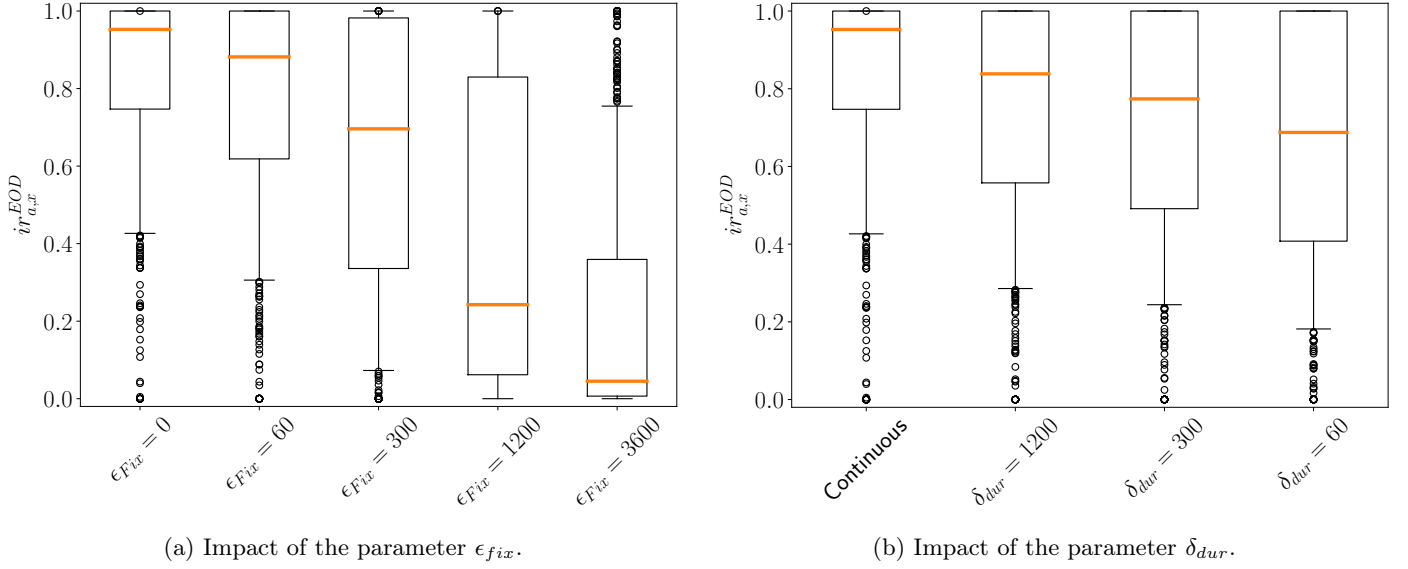 1.0
0.8
0.6
0.4
0.2
0.0
ir_{a,x}^{EOD}
ϵ_{Fix} = 0
ϵ_{Fix} = 60
ϵ_{Fix} = 300
ϵ_{Fix} = 1200
ϵ_{Fix} = 3600
(a) Impact of the parameter ϵ_{fix}.
1.0
0.8
0.6
0.4
0.2
0.0
ir_{a,x}^{EOD}
Continuous
δ_{dur} = 1200
δ_{dur} = 300
δ_{dur} = 60
(b) Impact of the parameter δ_{dur}.